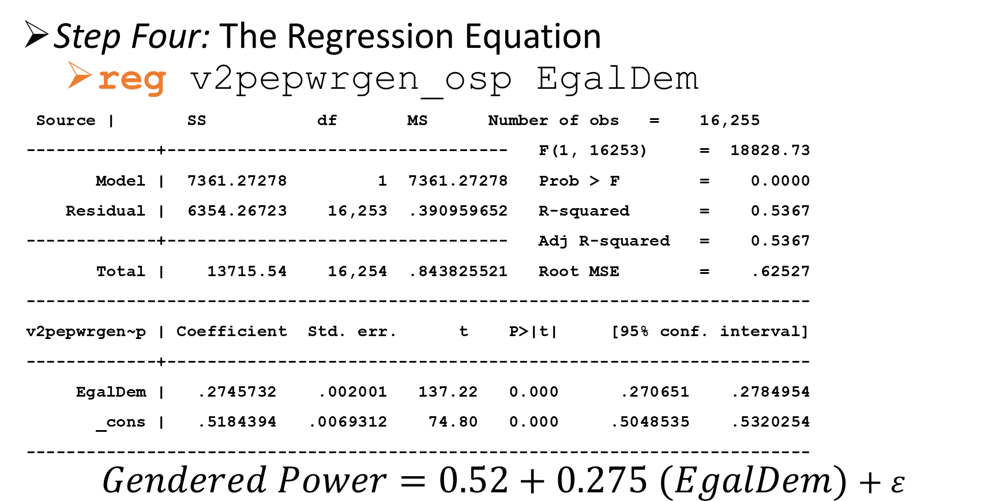 Step Four: The Regression Equation
reg v2pepwrgen_osp EgalDem
Source | SS df MS Number of obs = 16,255
-------------+---------------------------------- F(1, 16253) = 18828.73
Model | 7361.27278 1 7361.27278 Prob > F = 0.0000
Residual | 6354.26723 16,253 .390959652 R-squared = 0.5367
-------------+---------------------------------- Adj R-squared = 0.5367
Total | 13715.54 16,254 .843825521 Root MSE = .62527
------------------------------------------------------------------------------
v2pepwrgen~p | Coefficient Std. err. t P>|t| [95% conf. interval]
-------------+----------------------------------------------------------------
EgalDem | .2745732 .002001 137.22 0.000 .270651 .2784954
_cons | .5184394 .0069312 74.80 0.000 .5048535 .5320254
------------------------------------------------------------------------------
Gendered Power = 0.52 + 0.275 (EgalDem) + ε